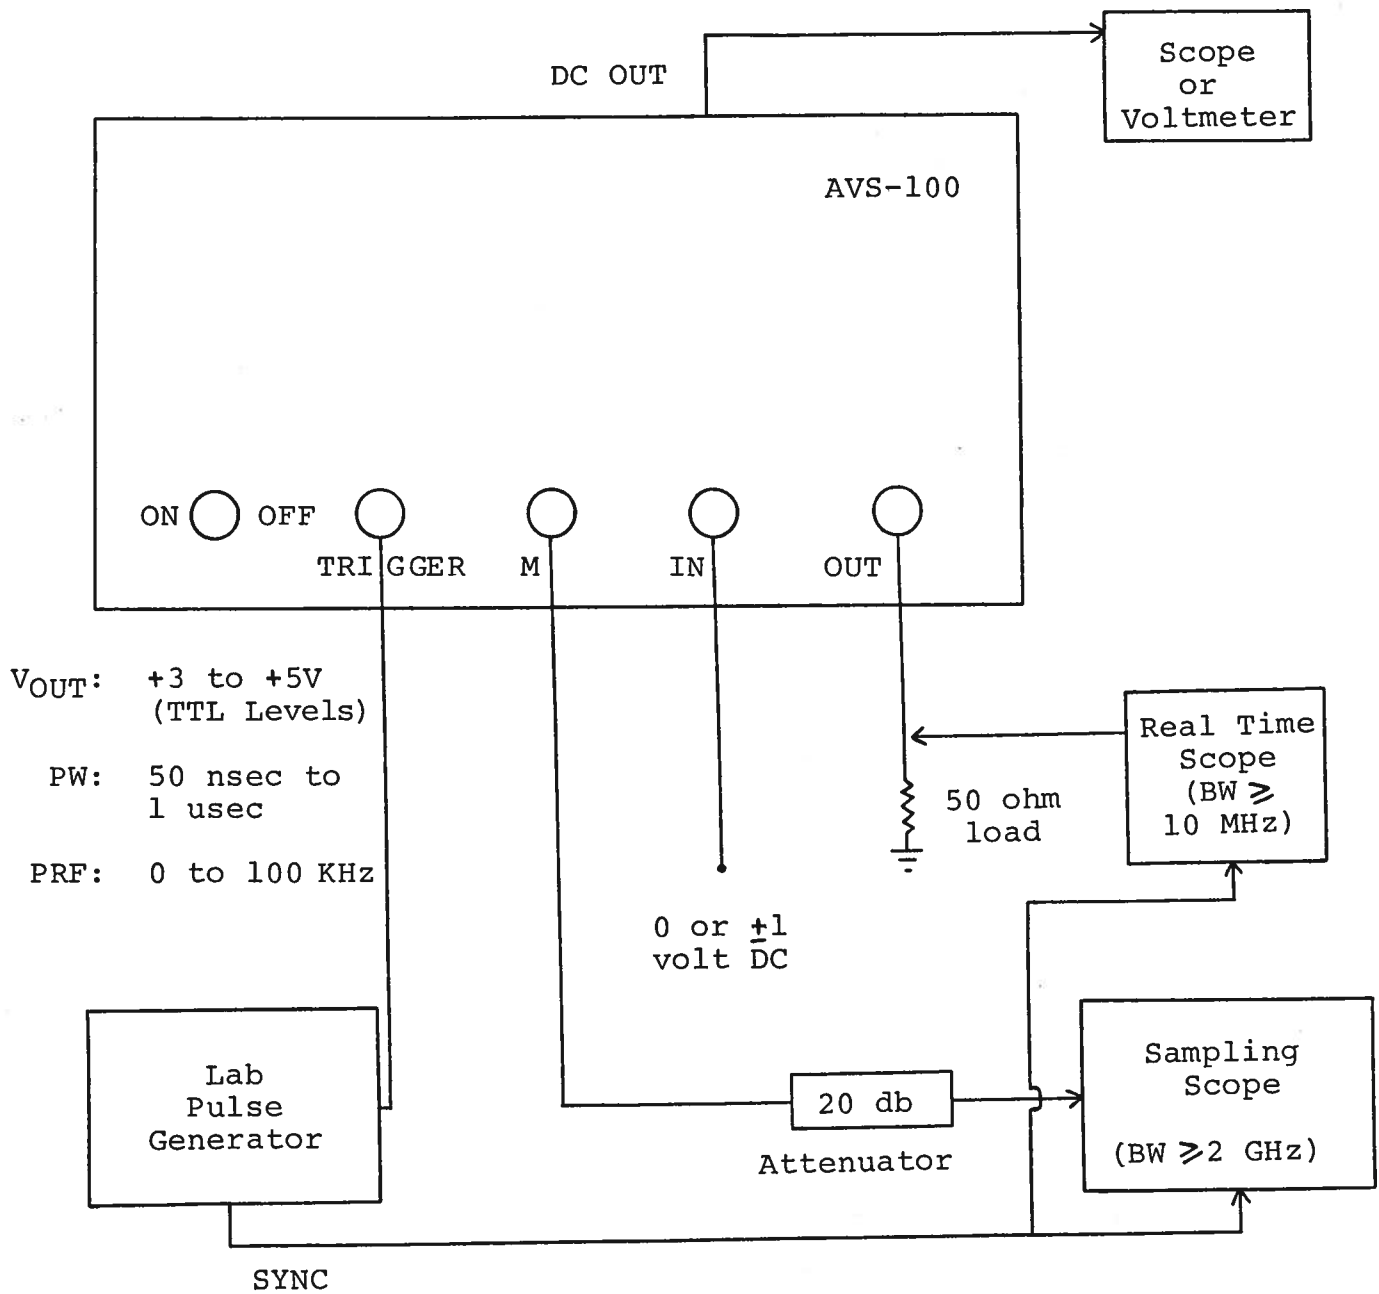 DC OUT
Scope
or
Voltmeter
AVS-100
ON OFF
TRIGGER M IN OUT
VOUT: +3 to +5V
(TTL Levels)
PW: 50 nsec to
1 usec
PRF: 0 to 100 KHz
Real Time
Scope
(BW ⩾
10 MHz)
50 ohm
load
0 or ±1
volt DC
Lab
Pulse
Generator
20 db
Attenuator
Sampling
Scope
(BW ⩾ 2 GHz)
SYNC